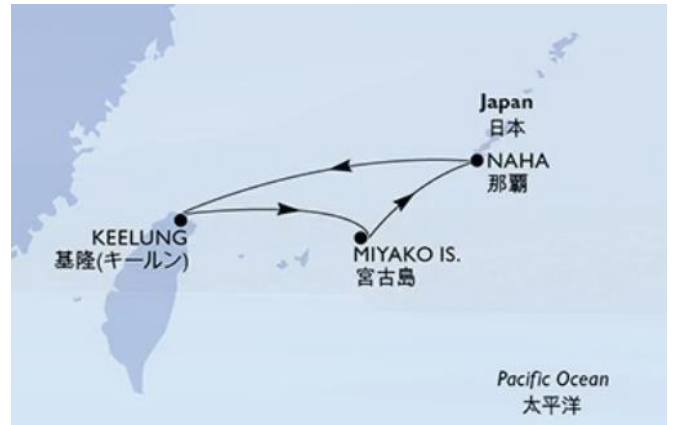 Japan
日本
NAHA
那覇
KEELUNG
基隆(キールン)
MIYAKO IS.
宮古島
Pacific Ocean
太平洋